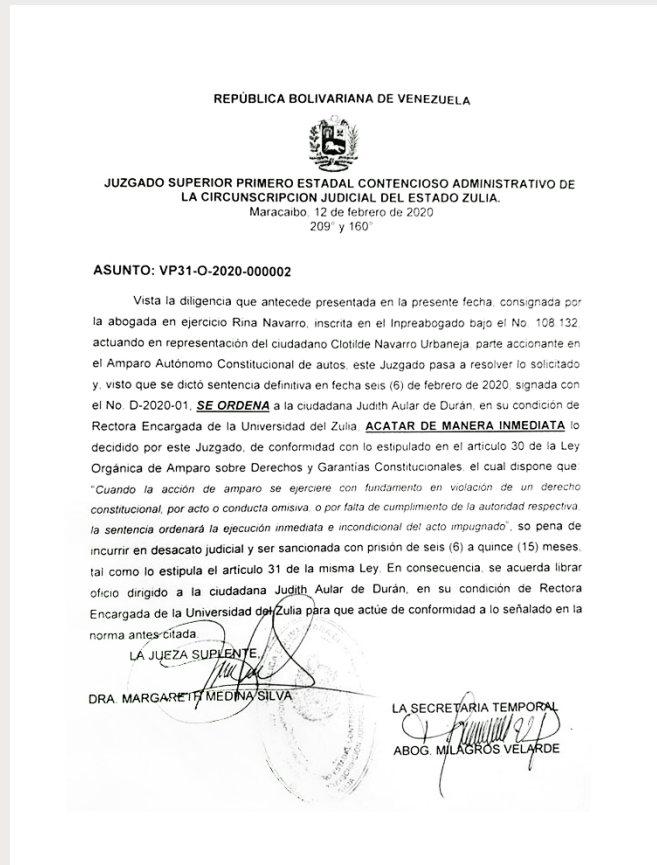 REPÚBLICA BOLIVARIANA DE VENEZUELA
JUZGADO SUPERIOR PRIMERO ESTADAL CONTENCIOSO ADMINISTRATIVO DE
LA CIRCUNSCRIPCION JUDICIAL DEL ESTADO ZULIA.
Maracaibo, 12 de febrero de 2020
209° y 160°
ASUNTO: VP31-O-2020-000002
Vista la diligencia que antecede presentada en la presente fecha, consignada por
la abogada en ejercicio Rina Navarro, inscrita en el Inpreabogado bajo el No. 108.132,
actuando en representación del ciudadano Clotilde Navarro Urbaneja, parte accionante en
el Amparo Autónomo Constitucional de autos, este Juzgado pasa a resolver lo solicitado
y, visto que se dictó sentencia definitiva en fecha seis (6) de febrero de 2020, signada con
el No. D-2020-01, SE ORDENA a la ciudadana Judith Aular de Durán, en su condición de
Rectora Encargada de la Universidad del Zulia, ACATAR DE MANERA INMEDIATA lo
decidido por este Juzgado, de conformidad con lo estipulado en el articulo 30 de la Ley
Orgánica de Amparo sobre Derechos y Garantías Constitucionales, el cual dispone que:
"Cuando la acción de amparo se ejerciere con fundamento en violación de un derecho
constitucional, por acto o conducta omisiva, o por falta de cumplimiento de la autoridad respectiva,
la sentencia ordenará la ejecución inmediata e incondicional del acto impugnado", so pena de
incurrir en desacato judicial y ser sancionada con prisión de seis (6) a quince (15) meses,
tal como lo estipula el articulo 31 de la misma Ley. En consecuencia, se acuerda librar
oficio dirigido a la ciudadana Judith Aular de Durán, en su condición de Rectora
Encargada de la Universidad del Zulia para que actúe de conformidad a lo señalado en la
norma antes citada.
LA JUEZA SUPLENTE,
DRA. MARGARETH MEDINA SILVA
LA SECRETARIA TEMPORAL
ABOG. MILAGROS VELARDE